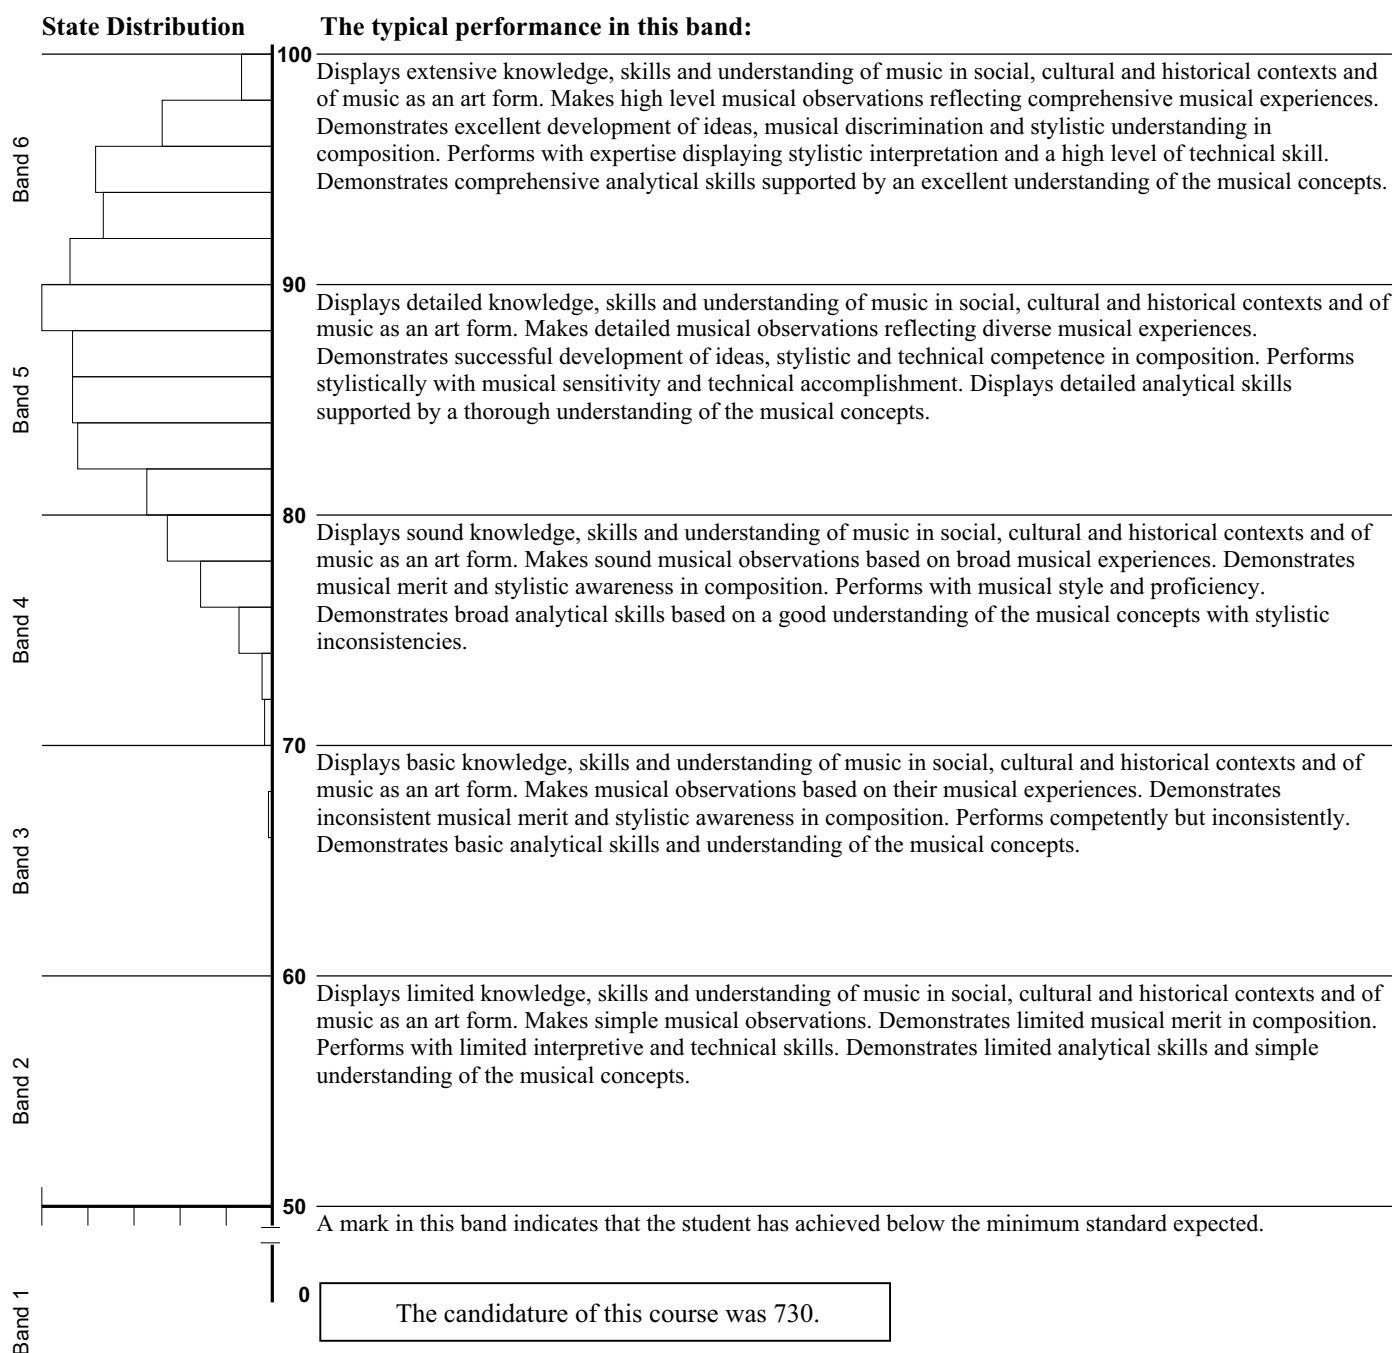 State Distribution
The typical performance in this band:
100
Displays extensive knowledge, skills and understanding of music in social, cultural and historical contexts and
of music as an art form. Makes high level musical observations reflecting comprehensive musical experiences.
Demonstrates excellent development of ideas, musical discrimination and stylistic understanding in
composition. Performs with expertise displaying stylistic interpretation and a high level of technical skill.
Demonstrates comprehensive analytical skills supported by an excellent understanding of the musical concepts.
Band 6
90
Displays detailed knowledge, skills and understanding of music in social, cultural and historical contexts and of
music as an art form. Makes detailed musical observations reflecting diverse musical experiences.
Demonstrates successful development of ideas, stylistic and technical competence in composition. Performs
stylistically with musical sensitivity and technical accomplishment. Displays detailed analytical skills
supported by a thorough understanding of the musical concepts.
Band 5
80
Displays sound knowledge, skills and understanding of music in social, cultural and historical contexts and of
music as an art form. Makes sound musical observations based on broad musical experiences. Demonstrates
musical merit and stylistic awareness in composition. Performs with musical style and proficiency.
Demonstrates broad analytical skills based on a good understanding of the musical concepts with stylistic
inconsistencies.
Band 4
70
Displays basic knowledge, skills and understanding of music in social, cultural and historical contexts and of
music as an art form. Makes musical observations based on their musical experiences. Demonstrates
inconsistent musical merit and stylistic awareness in composition. Performs competently but inconsistently.
Demonstrates basic analytical skills and understanding of the musical concepts.
Band 3
60
Displays limited knowledge, skills and understanding of music in social, cultural and historical contexts and of
music as an art form. Makes simple musical observations. Demonstrates limited musical merit in composition.
Performs with limited interpretive and technical skills. Demonstrates limited analytical skills and simple
understanding of the musical concepts.
Band 2
50
A mark in this band indicates that the student has achieved below the minimum standard expected.
0
Band 1
The candidature of this course was 730.